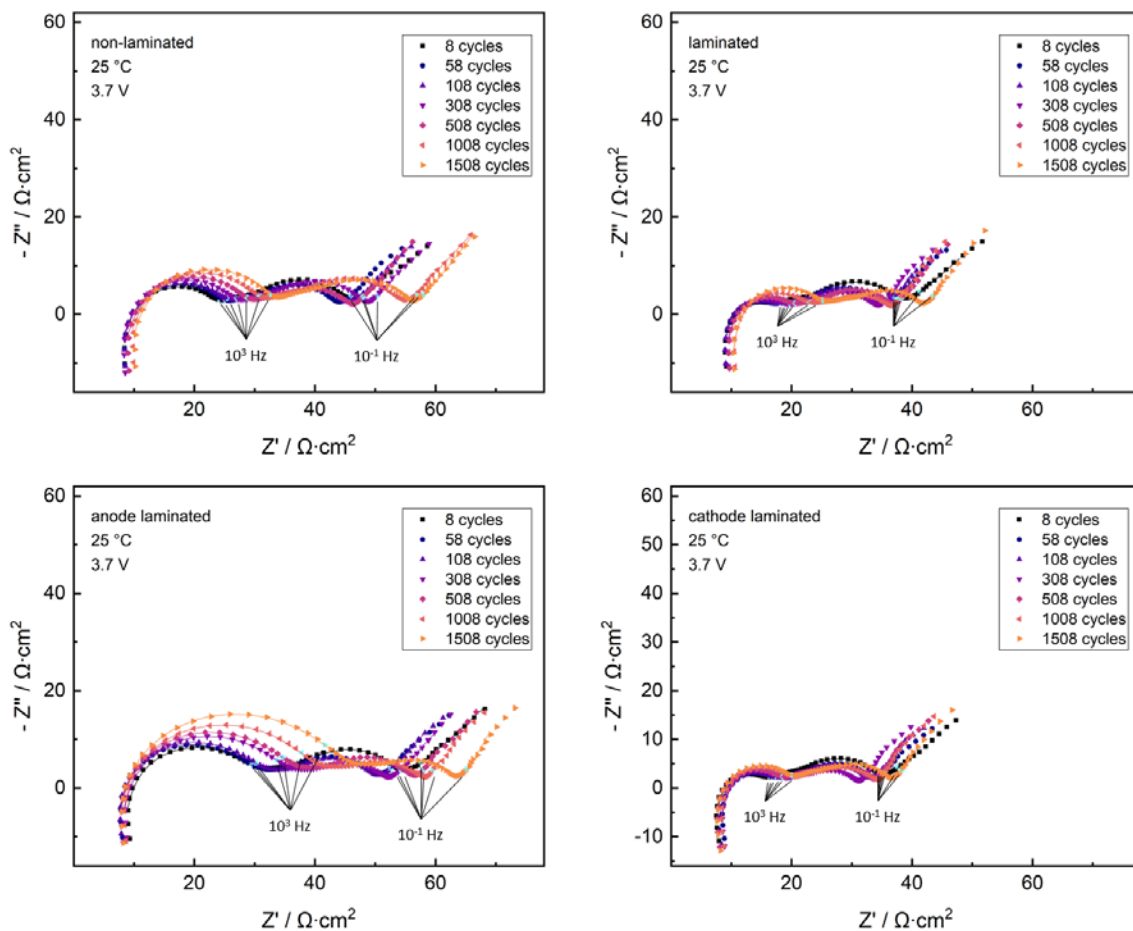 60
40
20
0
- Z'' / Ω·cm²
non-laminated
25 °C
3.7 V
8 cycles
58 cycles
108 cycles
308 cycles
508 cycles
1008 cycles
1508 cycles
10³ Hz
10⁻¹ Hz
20
40
60
Z' / Ω·cm²
60
40
20
0
- Z'' / Ω·cm²
laminated
25 °C
3.7 V
8 cycles
58 cycles
108 cycles
308 cycles
508 cycles
1008 cycles
1508 cycles
10³ Hz
10⁻¹ Hz
20
40
60
Z' / Ω·cm²
60
40
20
0
- Z'' / Ω·cm²
anode laminated
25 °C
3.7 V
8 cycles
58 cycles
108 cycles
308 cycles
508 cycles
1008 cycles
1508 cycles
10³ Hz
10⁻¹ Hz
20
40
60
Z' / Ω·cm²
60
50
40
30
20
10
0
-10
- Z'' / Ω·cm²
cathode laminated
25 °C
3.7 V
8 cycles
58 cycles
108 cycles
308 cycles
508 cycles
1008 cycles
1508 cycles
10³ Hz
10⁻¹ Hz
20
40
60
Z' / Ω·cm²